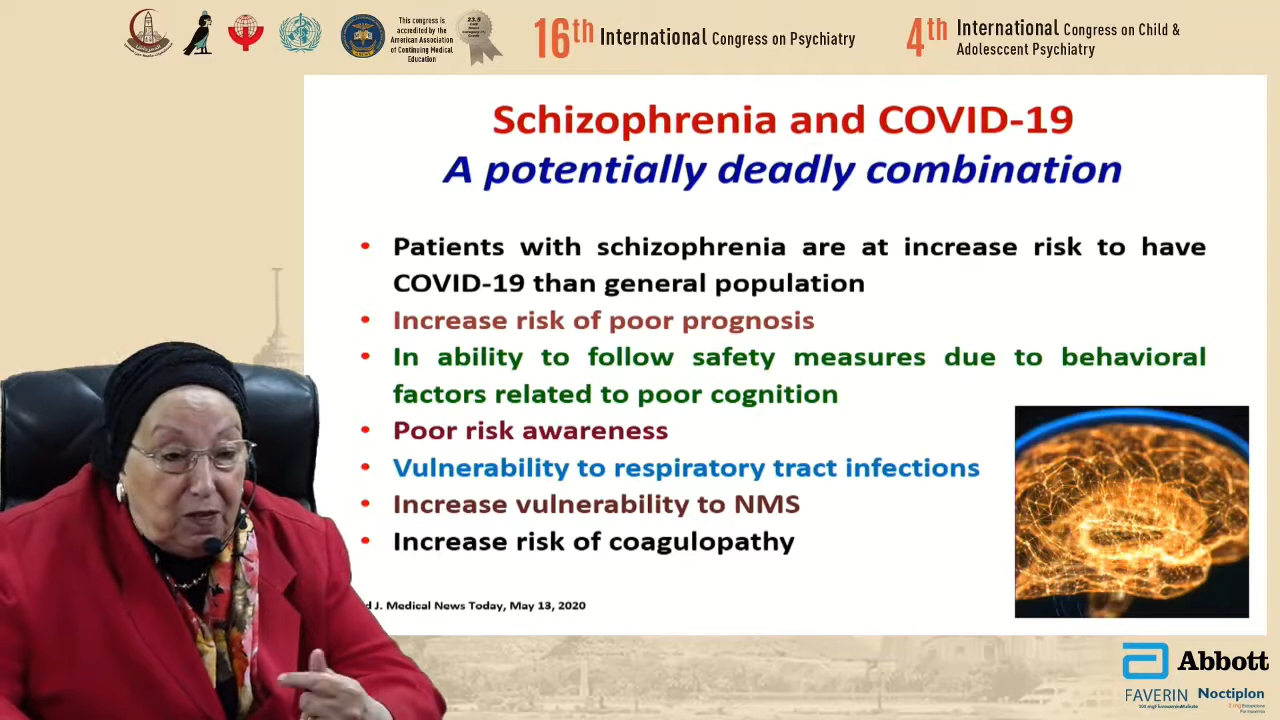 This congress is
accredited by the
American Association
of Continuing Medical
Education
23.5
16th International Congress on Psychiatry
4th International Congress on Child &
Adolesccent Psychiatry
Schizophrenia and COVID-19
A potentially deadly combination
• Patients with schizophrenia are at increase risk to have
COVID-19 than general population
• Increase risk of poor prognosis
• In ability to follow safety measures due to behavioral
factors related to poor cognition
• Poor risk awareness
• Vulnerability to respiratory tract infections
• Increase vulnerability to NMS
• Increase risk of coagulopathy
J. Medical News Today, May 13, 2020
Abbott
FAVERIN Noctiplon